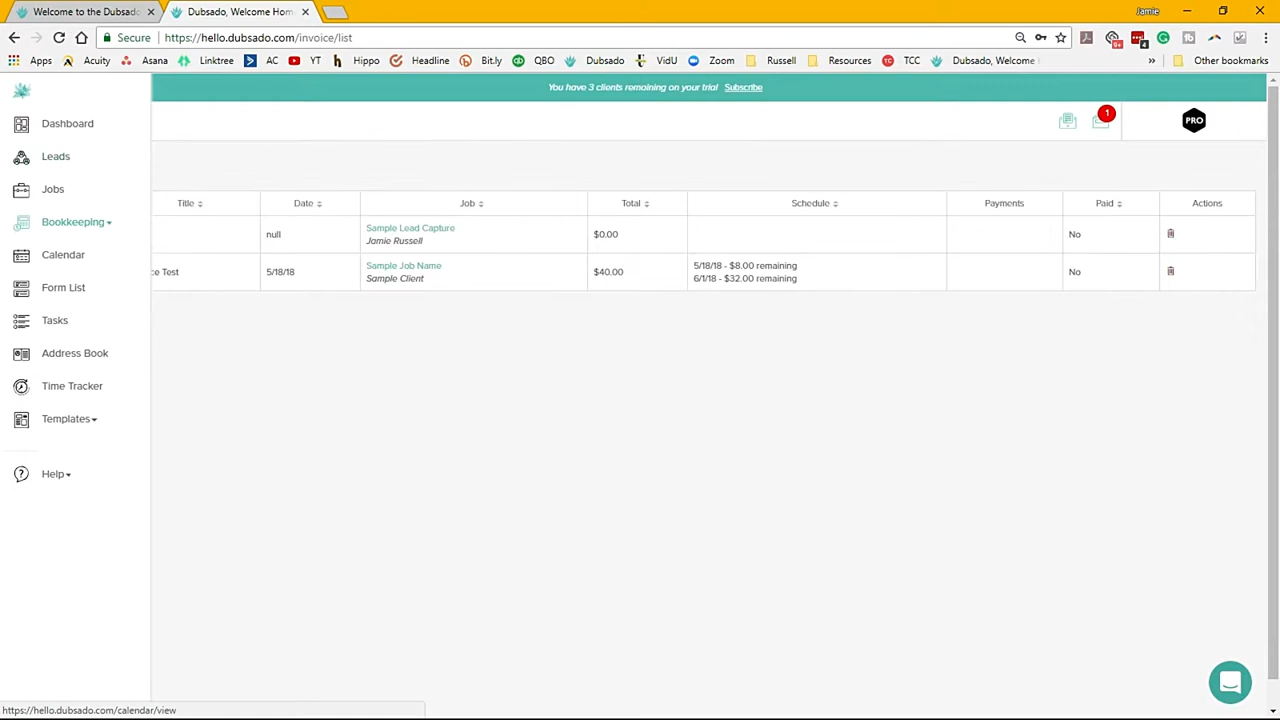 Welcome to the Dubsado
Dubsado, Welcome Hom
Jamie
Secure
https://hello.dubsado.com/invoice/list
9+
4
Apps
Acuity
Asana
Linktree
AC
YT
Hippo
Headline
Bit.ly
QBO
Dubsado
VidU
Zoom
Russell
Resources
TCC
Dubsado, Welcome
»
Other bookmarks
You have 3 clients remaining on your trial Subscribe
1
PRO
Dashboard
Leads
Jobs
Bookkeeping
Calendar
Form List
Tasks
Address Book
Time Tracker
Templates
Help
Title Date Job Total Schedule Payments Paid Actions
null
Sample Lead Capture
Jamie Russell
$0.00
No
ce Test
5/18/18
Sample Job Name
Sample Client
$40.00
5/18/18 - $8.00 remaining
6/1/18 - $32.00 remaining
No
https://hello.dubsado.com/calendar/view